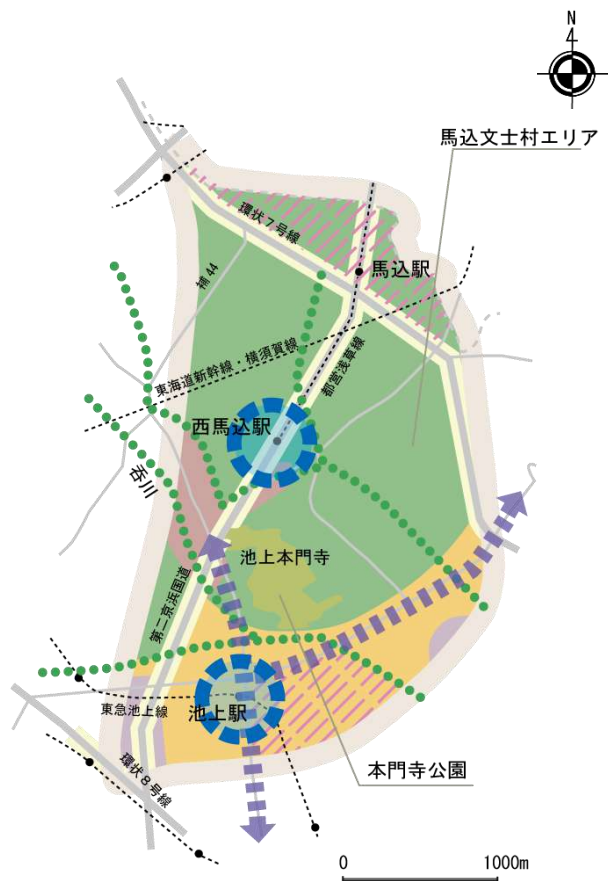 N
馬込文士村エリア
環状7号線
馬込駅
補44
東海道新幹線・横須賀線
都営浅草線
西馬込駅
呑川
池上本門寺
第二京浜国道
東急池上線
池上駅
環状8号線
本門寺公園
0
1000m